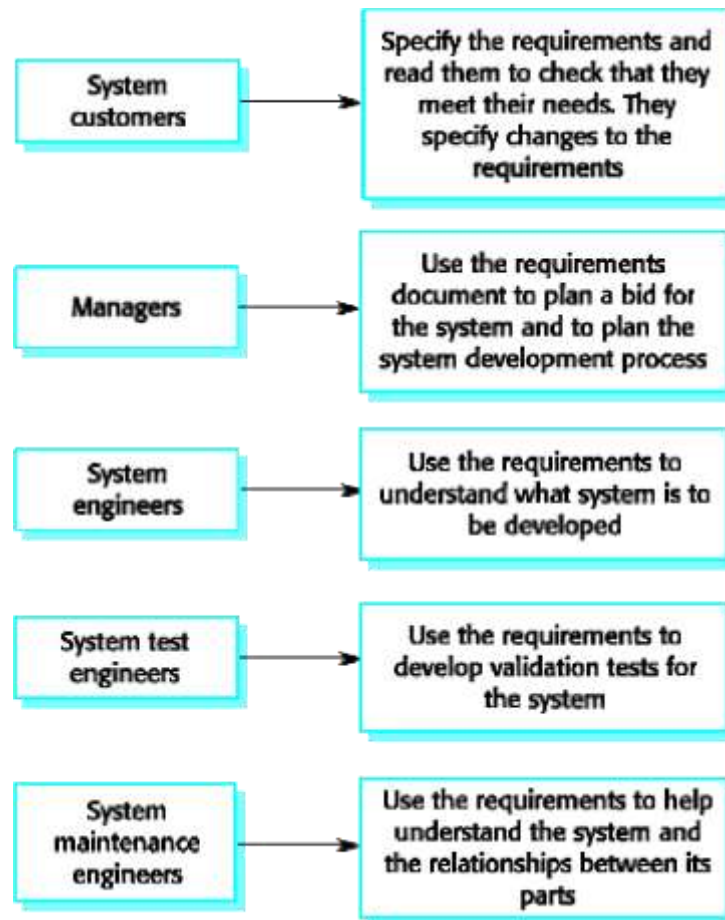 System
customers
Specify the requirements and
read them to check that they
meet their needs. They
specify changes to the
requirements
Managers
Use the requirements
document to plan a bid for
the system and to plan the
system development process
System
engineers
Use the requirements to
understand what system is to
be developed
System test
engineers
Use the requirements to
develop validation tests for
the system
System
maintenance
engineers
Use the requirements to help
understand the system and
the relationships between its
parts